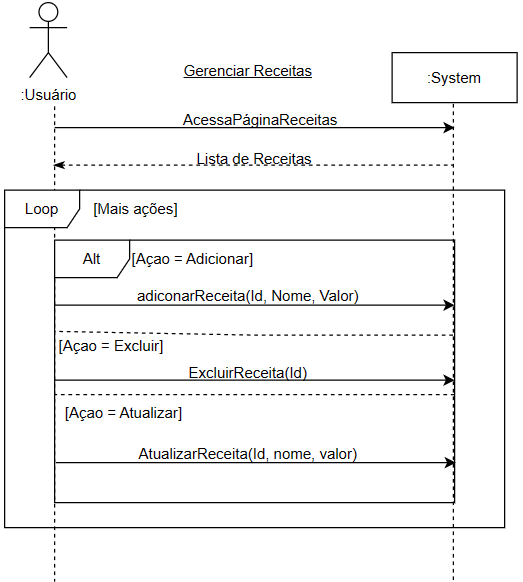 Gerenciar Receitas
:Usuário
:System
AcessaPáginaReceitas
Lista de Receitas
Loop
[Mais ações]
Alt
[Açao = Adicionar]
adiconarReceita(Id, Nome, Valor)
[Açao = Excluir]
ExcluirReceita(Id)
[Açao = Atualizar]
AtualizarReceita(Id, nome, valor)